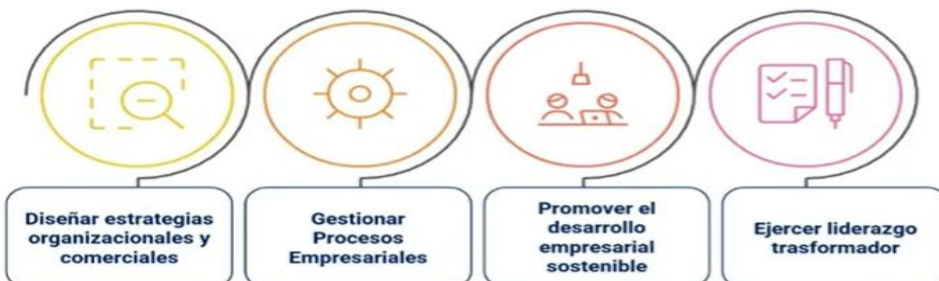 Diseñar estrategias
organizacionales y
comerciales
Gestionar
Procesos
Empresariales
Promover el
desarrollo
empresarial
sostenible
Ejercer liderazgo
trasformador